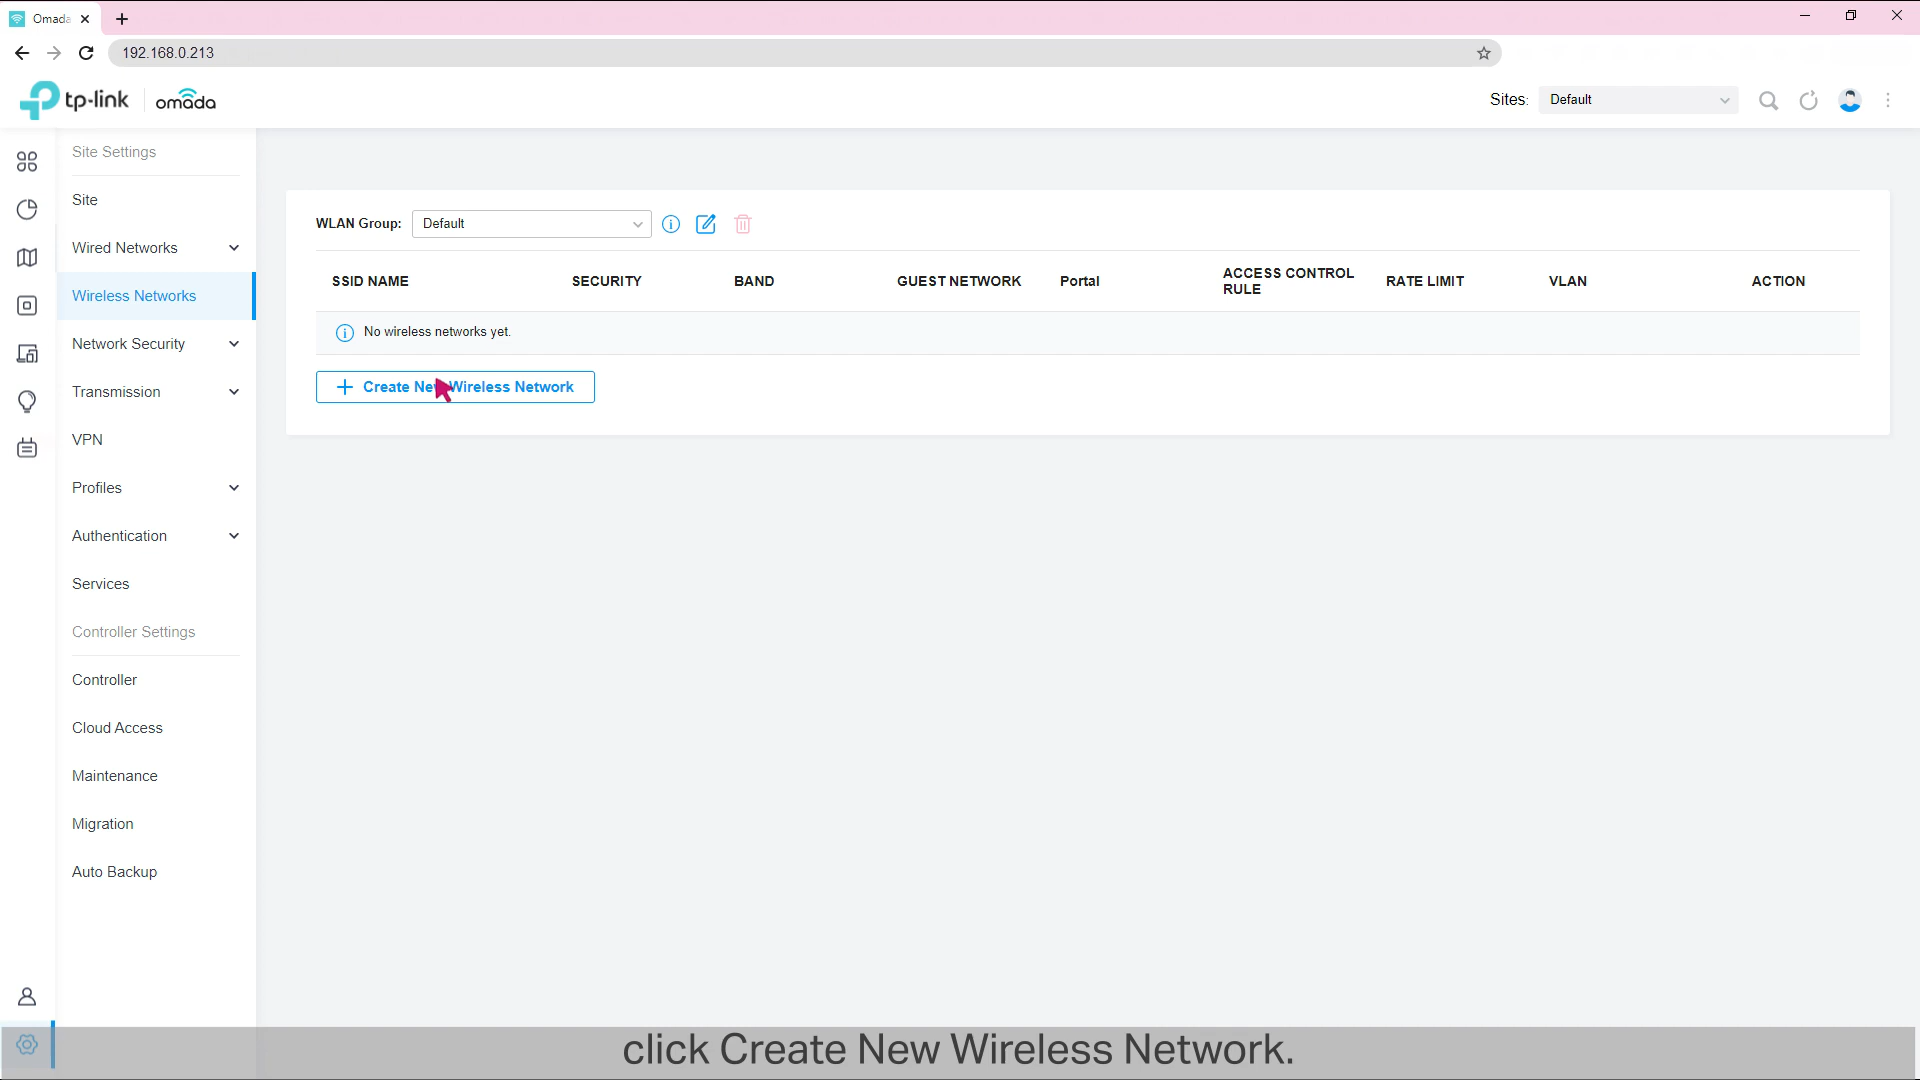 Omada
192.168.0.213
tp-link omada
Sites: Default
Site Settings
Site
Wired Networks
Wireless Networks
Network Security
Transmission
VPN
Profiles
Authentication
Services
Controller Settings
Controller
Cloud Access
Maintenance
Migration
Auto Backup
WLAN Group: Default
SSID NAME SECURITY BAND GUEST NETWORK Portal ACCESS CONTROL RULE RATE LIMIT VLAN ACTION
No wireless networks yet.
Create New Wireless Network
click Create New Wireless Network.